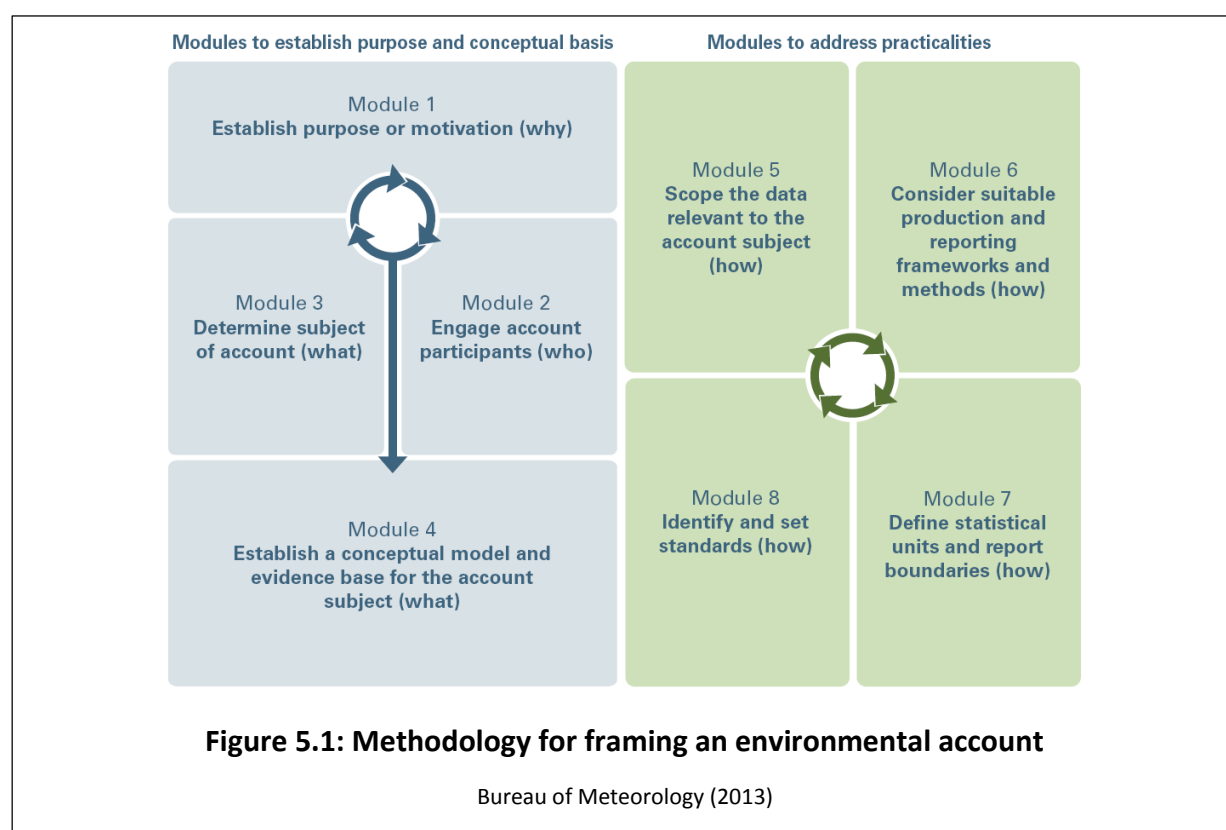 Modules to establish purpose and conceptual basis
Modules to address practicalities
Module 1
Establish purpose or motivation (why)
Module 3
Determine subject
of account (what)
Module 2
Engage account
participants (who)
Module 4
Establish a conceptual model and
evidence base for the account
subject (what)
Module 5
Scope the data
relevant to the
account subject
(how)
Module 6
Consider suitable
production and
reporting
frameworks and
methods (how)
Module 8
Identify and set
standards (how)
Module 7
Define statistical
units and report
boundaries (how)
Figure 5.1: Methodology for framing an environmental account
Bureau of Meteorology (2013)